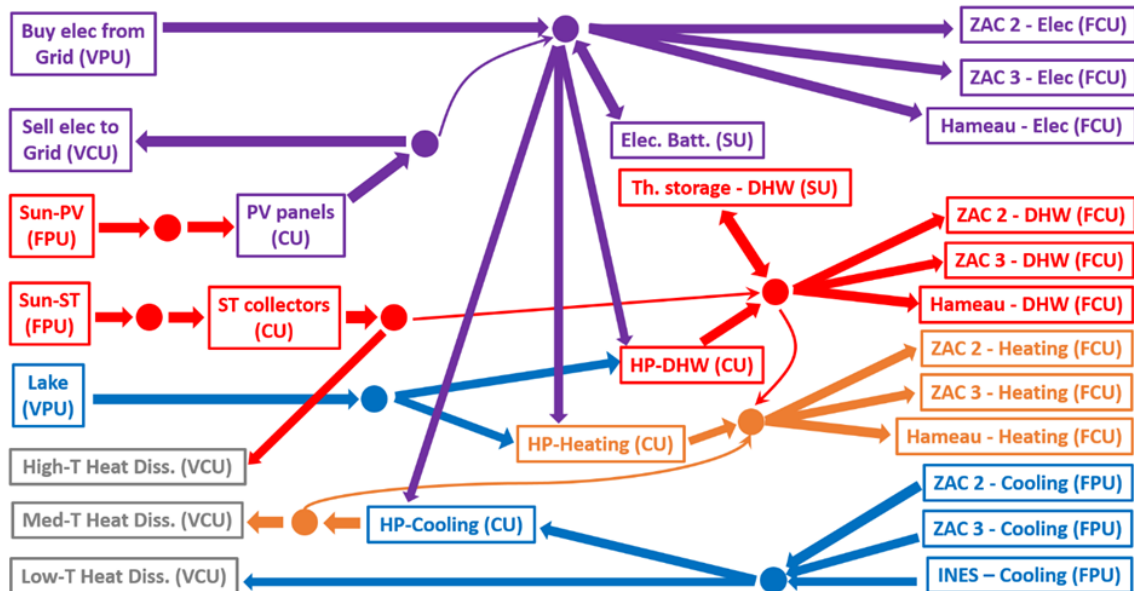 Buy elec from
Grid (VPU)
ZAC 2 - Elec (FCU)
ZAC 3 - Elec (FCU)
Sell elec to
Grid (VCU)
Elec. Batt. (SU)
Hameau - Elec (FCU)
Th. storage - DHW (SU)
Sun-PV
(FPU)
PV panels
(CU)
ZAC 2 - DHW (FCU)
ZAC 3 - DHW (FCU)
Sun-ST
(FPU)
ST collectors
(CU)
Hameau - DHW (FCU)
ZAC 2 - Heating (FCU)
HP-DHW (CU)
Lake
(VPU)
ZAC 3 - Heating (FCU)
HP-Heating (CU)
Hameau - Heating (FCU)
High-T Heat Diss. (VCU)
ZAC 2 - Cooling (FPU)
Med-T Heat Diss. (VCU)
HP-Cooling (CU)
ZAC 3 - Cooling (FPU)
Low-T Heat Diss. (VCU)
INES – Cooling (FPU)